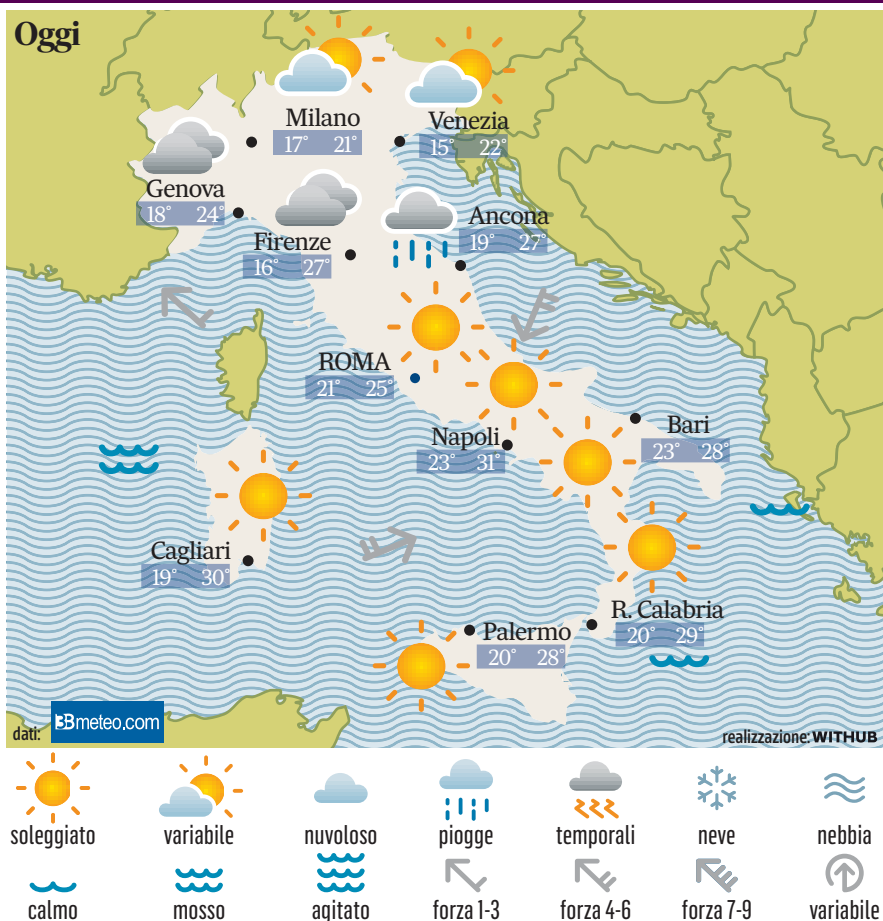 Oggi
Milano
17° 21°
Venezia
15° 22°
Genova
18° 24°
Firenze
16° 27°
Ancona
19° 27°
ROMA
21° 25°
Napoli
23° 31°
Bari
23° 28°
Cagliari
19° 30°
Palermo
20° 28°
R. Calabria
20° 29°
dati: 3Bmeteo.com
realizzazione: WITHUB
soleggiato variabile nuvoloso piogge temporali neve nebbia
calmo mosso agitato forza 1-3 forza 4-6 forza 7-9 variabile